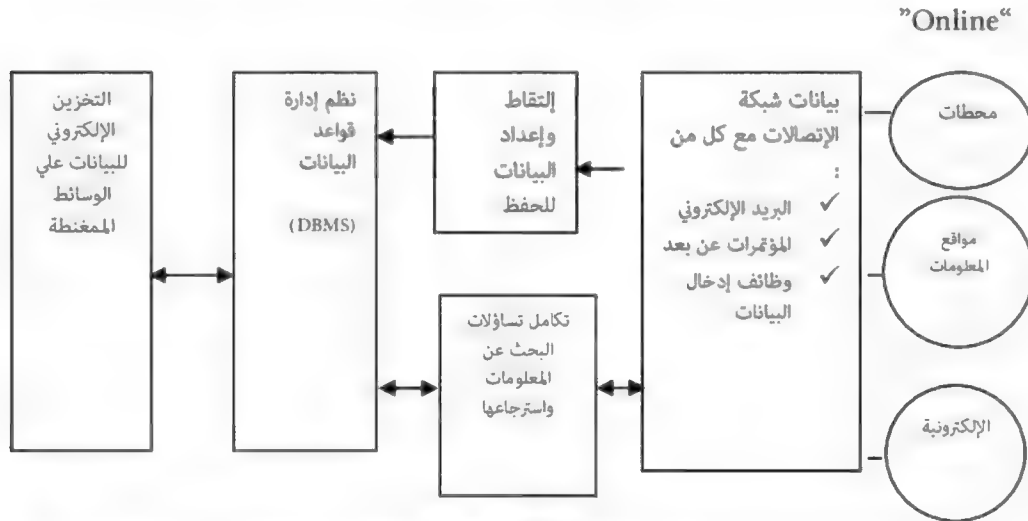 ”Online“
محطات
مواقع
المعلومات
الإلكترونية
بيانات شبكة
الإتصالات مع كل من
:
✓ البريد الإلكتروني
✓ المؤتمرات عن بعد
✓ وظائف إدخال
البيانات
إلتقاط
وإعداد
البيانات
للحفظ
تكامل تساؤلات
البحث عن
المعلومات
واسترجاعها
نظم إدارة
قواعد
البيانات
(DBMS)
التخزين
الإلكتروني
للبيانات علي
الوسائط
الممغنطة